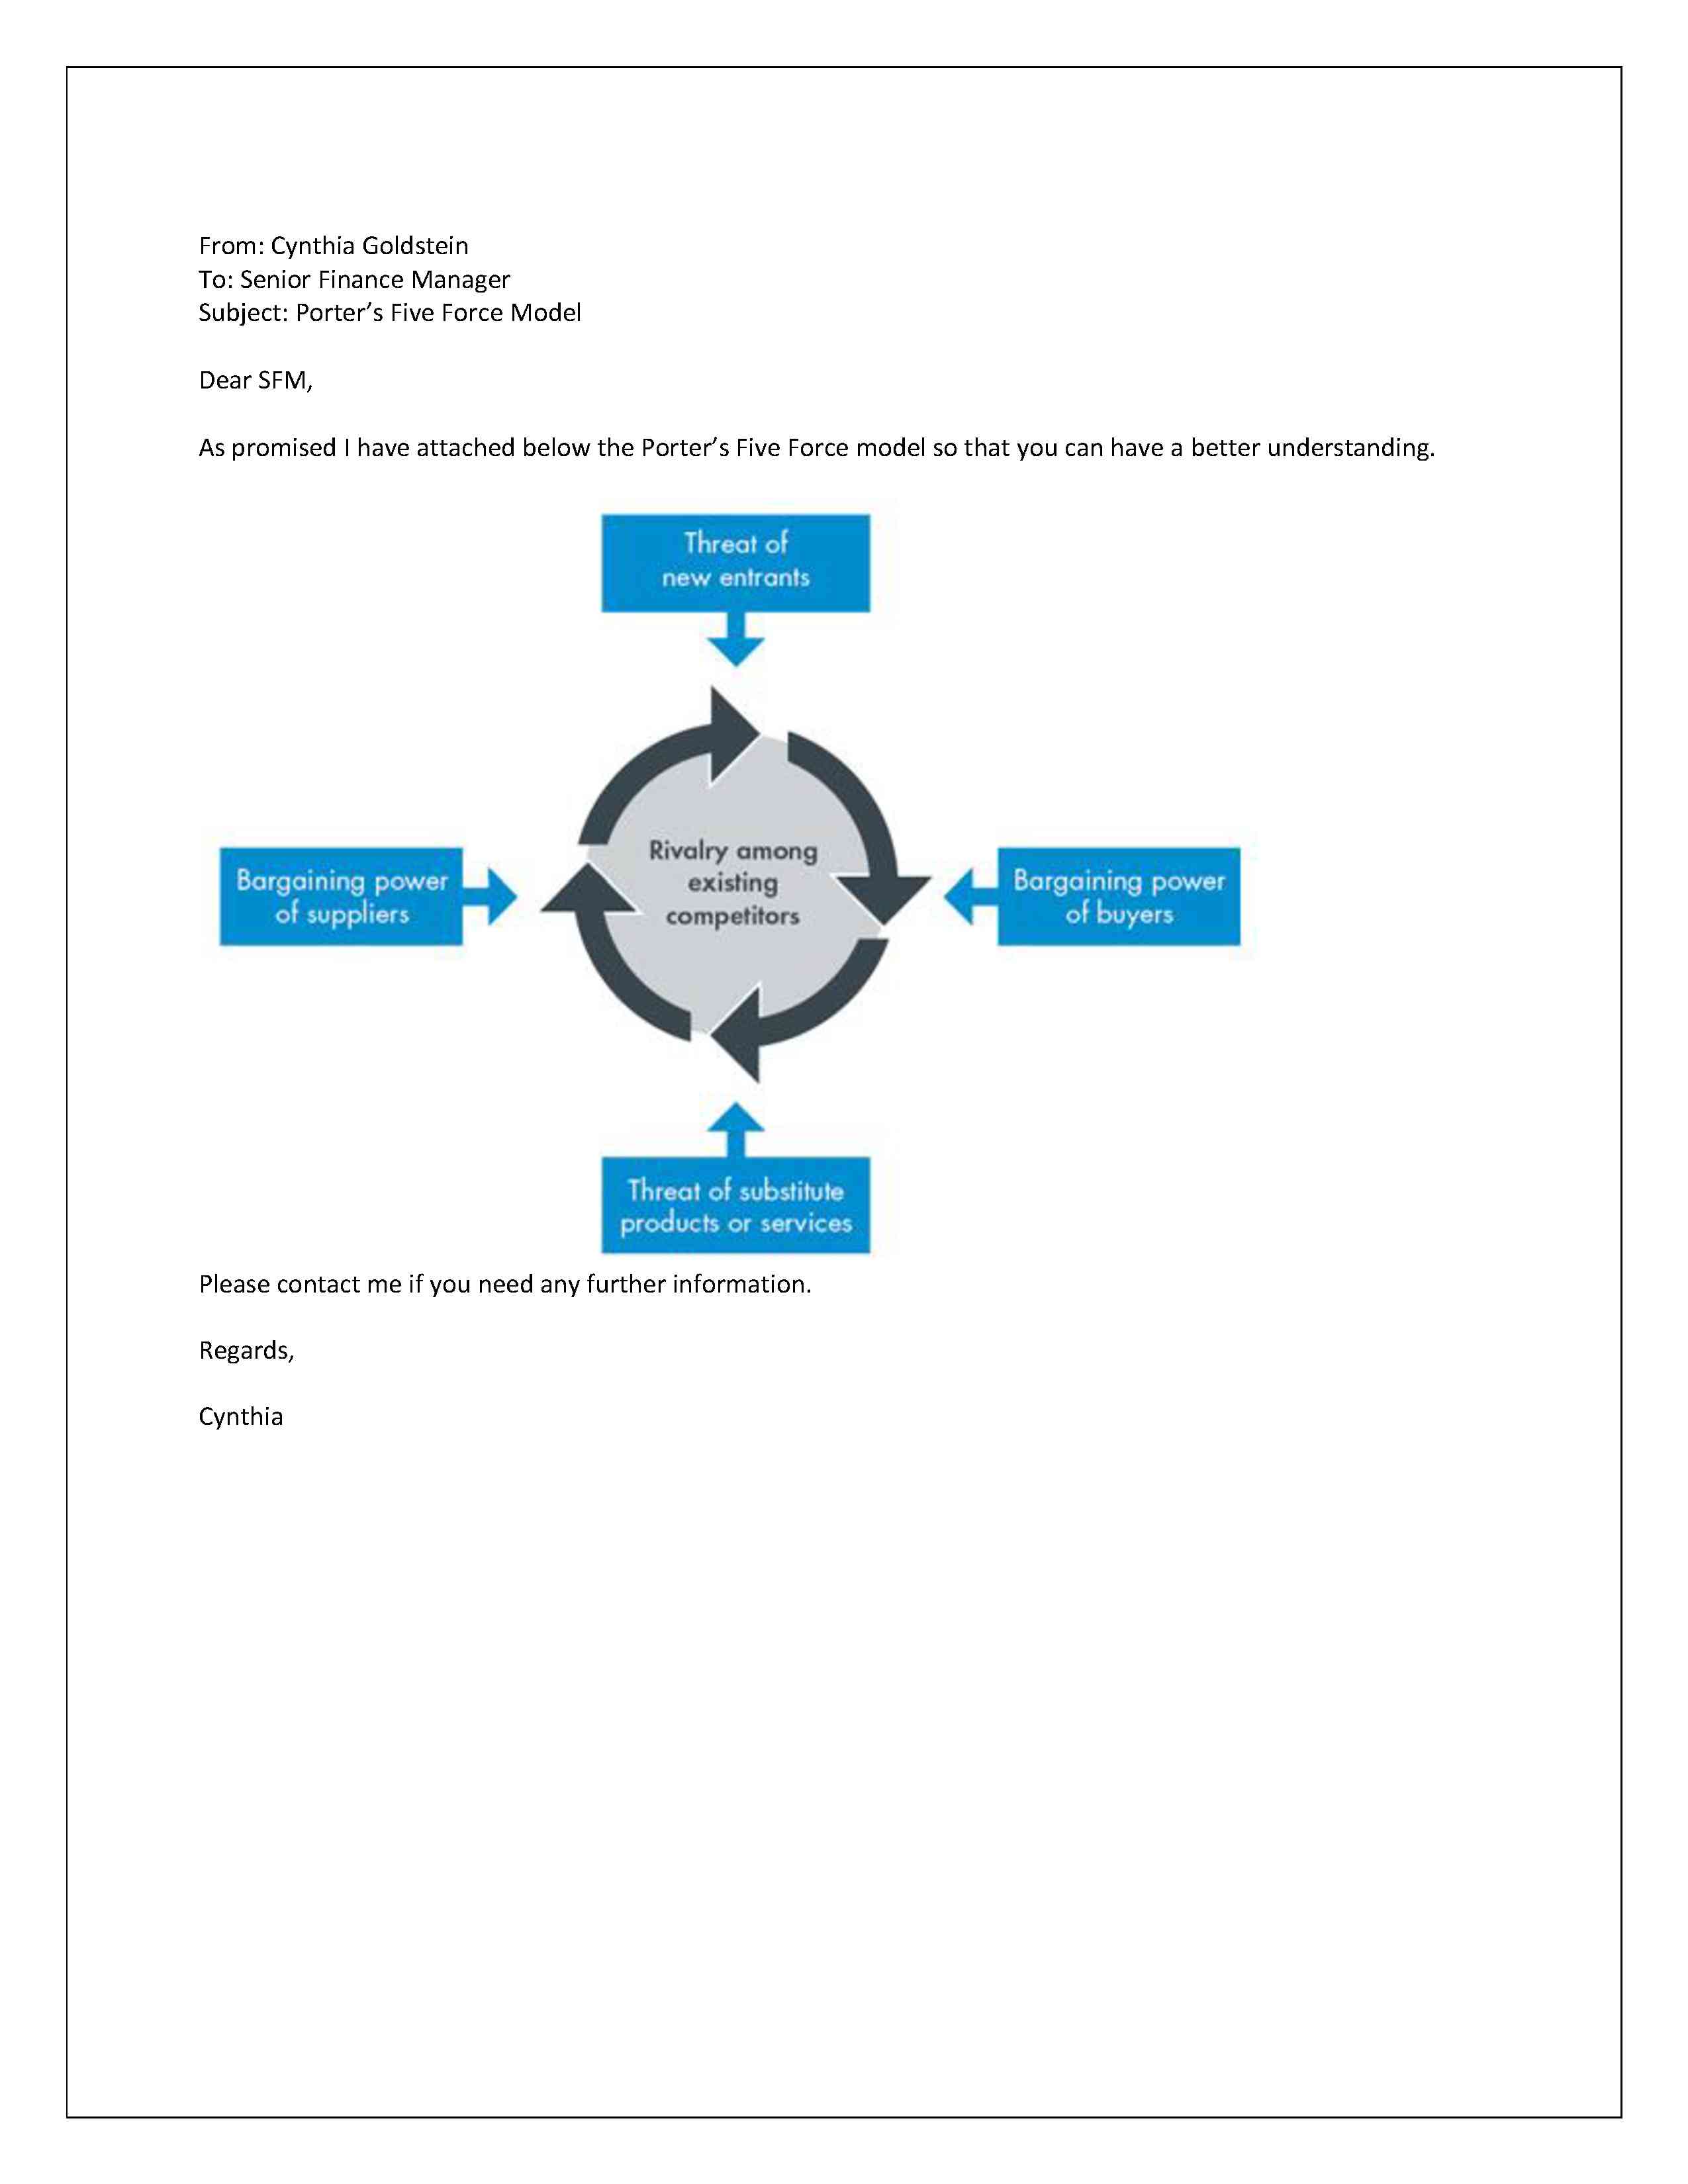 From: Cynthia Goldstein
To: Senior Finance Manager
Subject: Porter’s Five Force Model
Dear SFM,
As promised I have attached below the Porter’s Five Force model so that you can have a better understanding.
Threat of
new entrants
Rivalry among
existing
competitors
Bargaining power
of suppliers
Bargaining power
of buyers
Threat of substitute
products or services
Please contact me if you need any further information.
Regards,
Cynthia